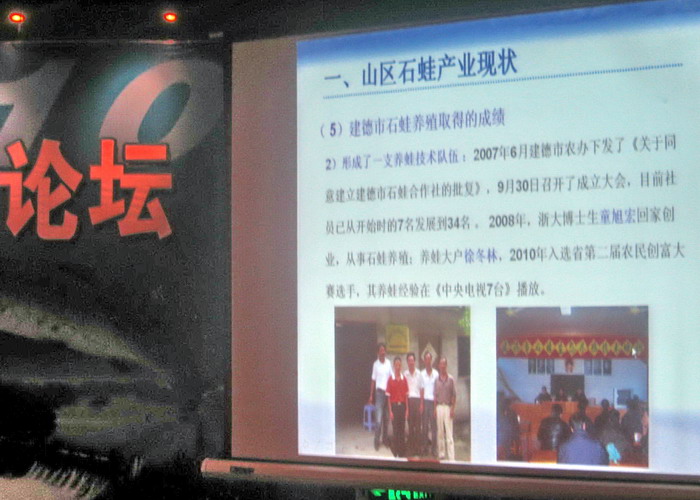 论坛
一、山区石蛙产业现状
（5）建德市石蛙养殖取得的成绩
2）形成了一支养蛙技术队伍：2007年6月建德市农办下发了《关于同
意建立建德市石蛙合作社的批复》，9月30日召开了成立大会，目前社
员已从开始时的7名发展到34名 。 2008年，浙大博士生童旭宏回家创
业，从事石蛙养殖；养蛙大户徐冬林，2010年入选省第二届农民创富大
赛选手，其养蛙经验在《中央电视7台》播放。